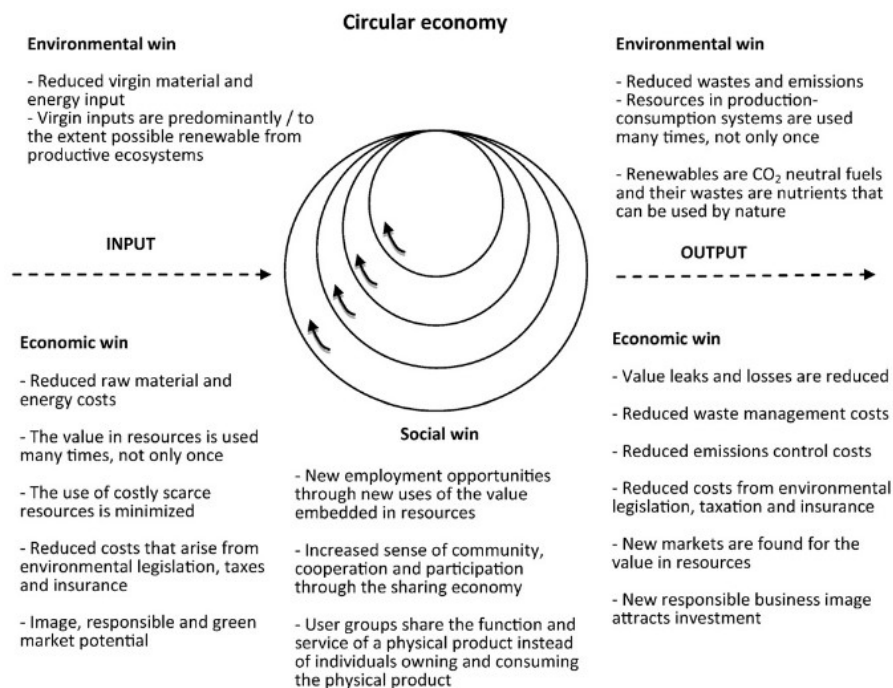 Circular economy
Environmental win
- Reduced virgin material and
energy input
- Virgin inputs are predominantly / to
the extent possible renewable from
productive ecosystems
INPUT
Economic win
- Reduced raw material and
energy costs
- The value in resources is used
many times, not only once
- The use of costly scarce
resources is minimized
- Reduced costs that arise from
environmental legislation, taxes
and insurance
- Image, responsible and green
market potential
Social win
- New employment opportunities
through new uses of the value
embedded in resources
- Increased sense of community,
cooperation and participation
through the sharing economy
- User groups share the function and
service of a physical product instead
of individuals owning and consuming
the physical product
Environmental win
- Reduced wastes and emissions
- Resources in production-
consumption systems are used
many times, not only once
- Renewables are CO₂ neutral fuels
and their wastes are nutrients that
can be used by nature
OUTPUT
Economic win
- Value leaks and losses are reduced
- Reduced waste management costs
- Reduced emissions control costs
- Reduced costs from environmental
legislation, taxation and insurance
- New markets are found for the
value in resources
- New responsible business image
attracts investment